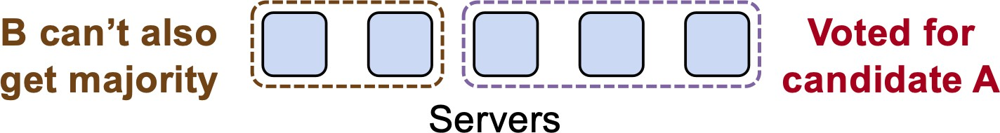 B can't also
get majority
Voted for
candidate A
Servers